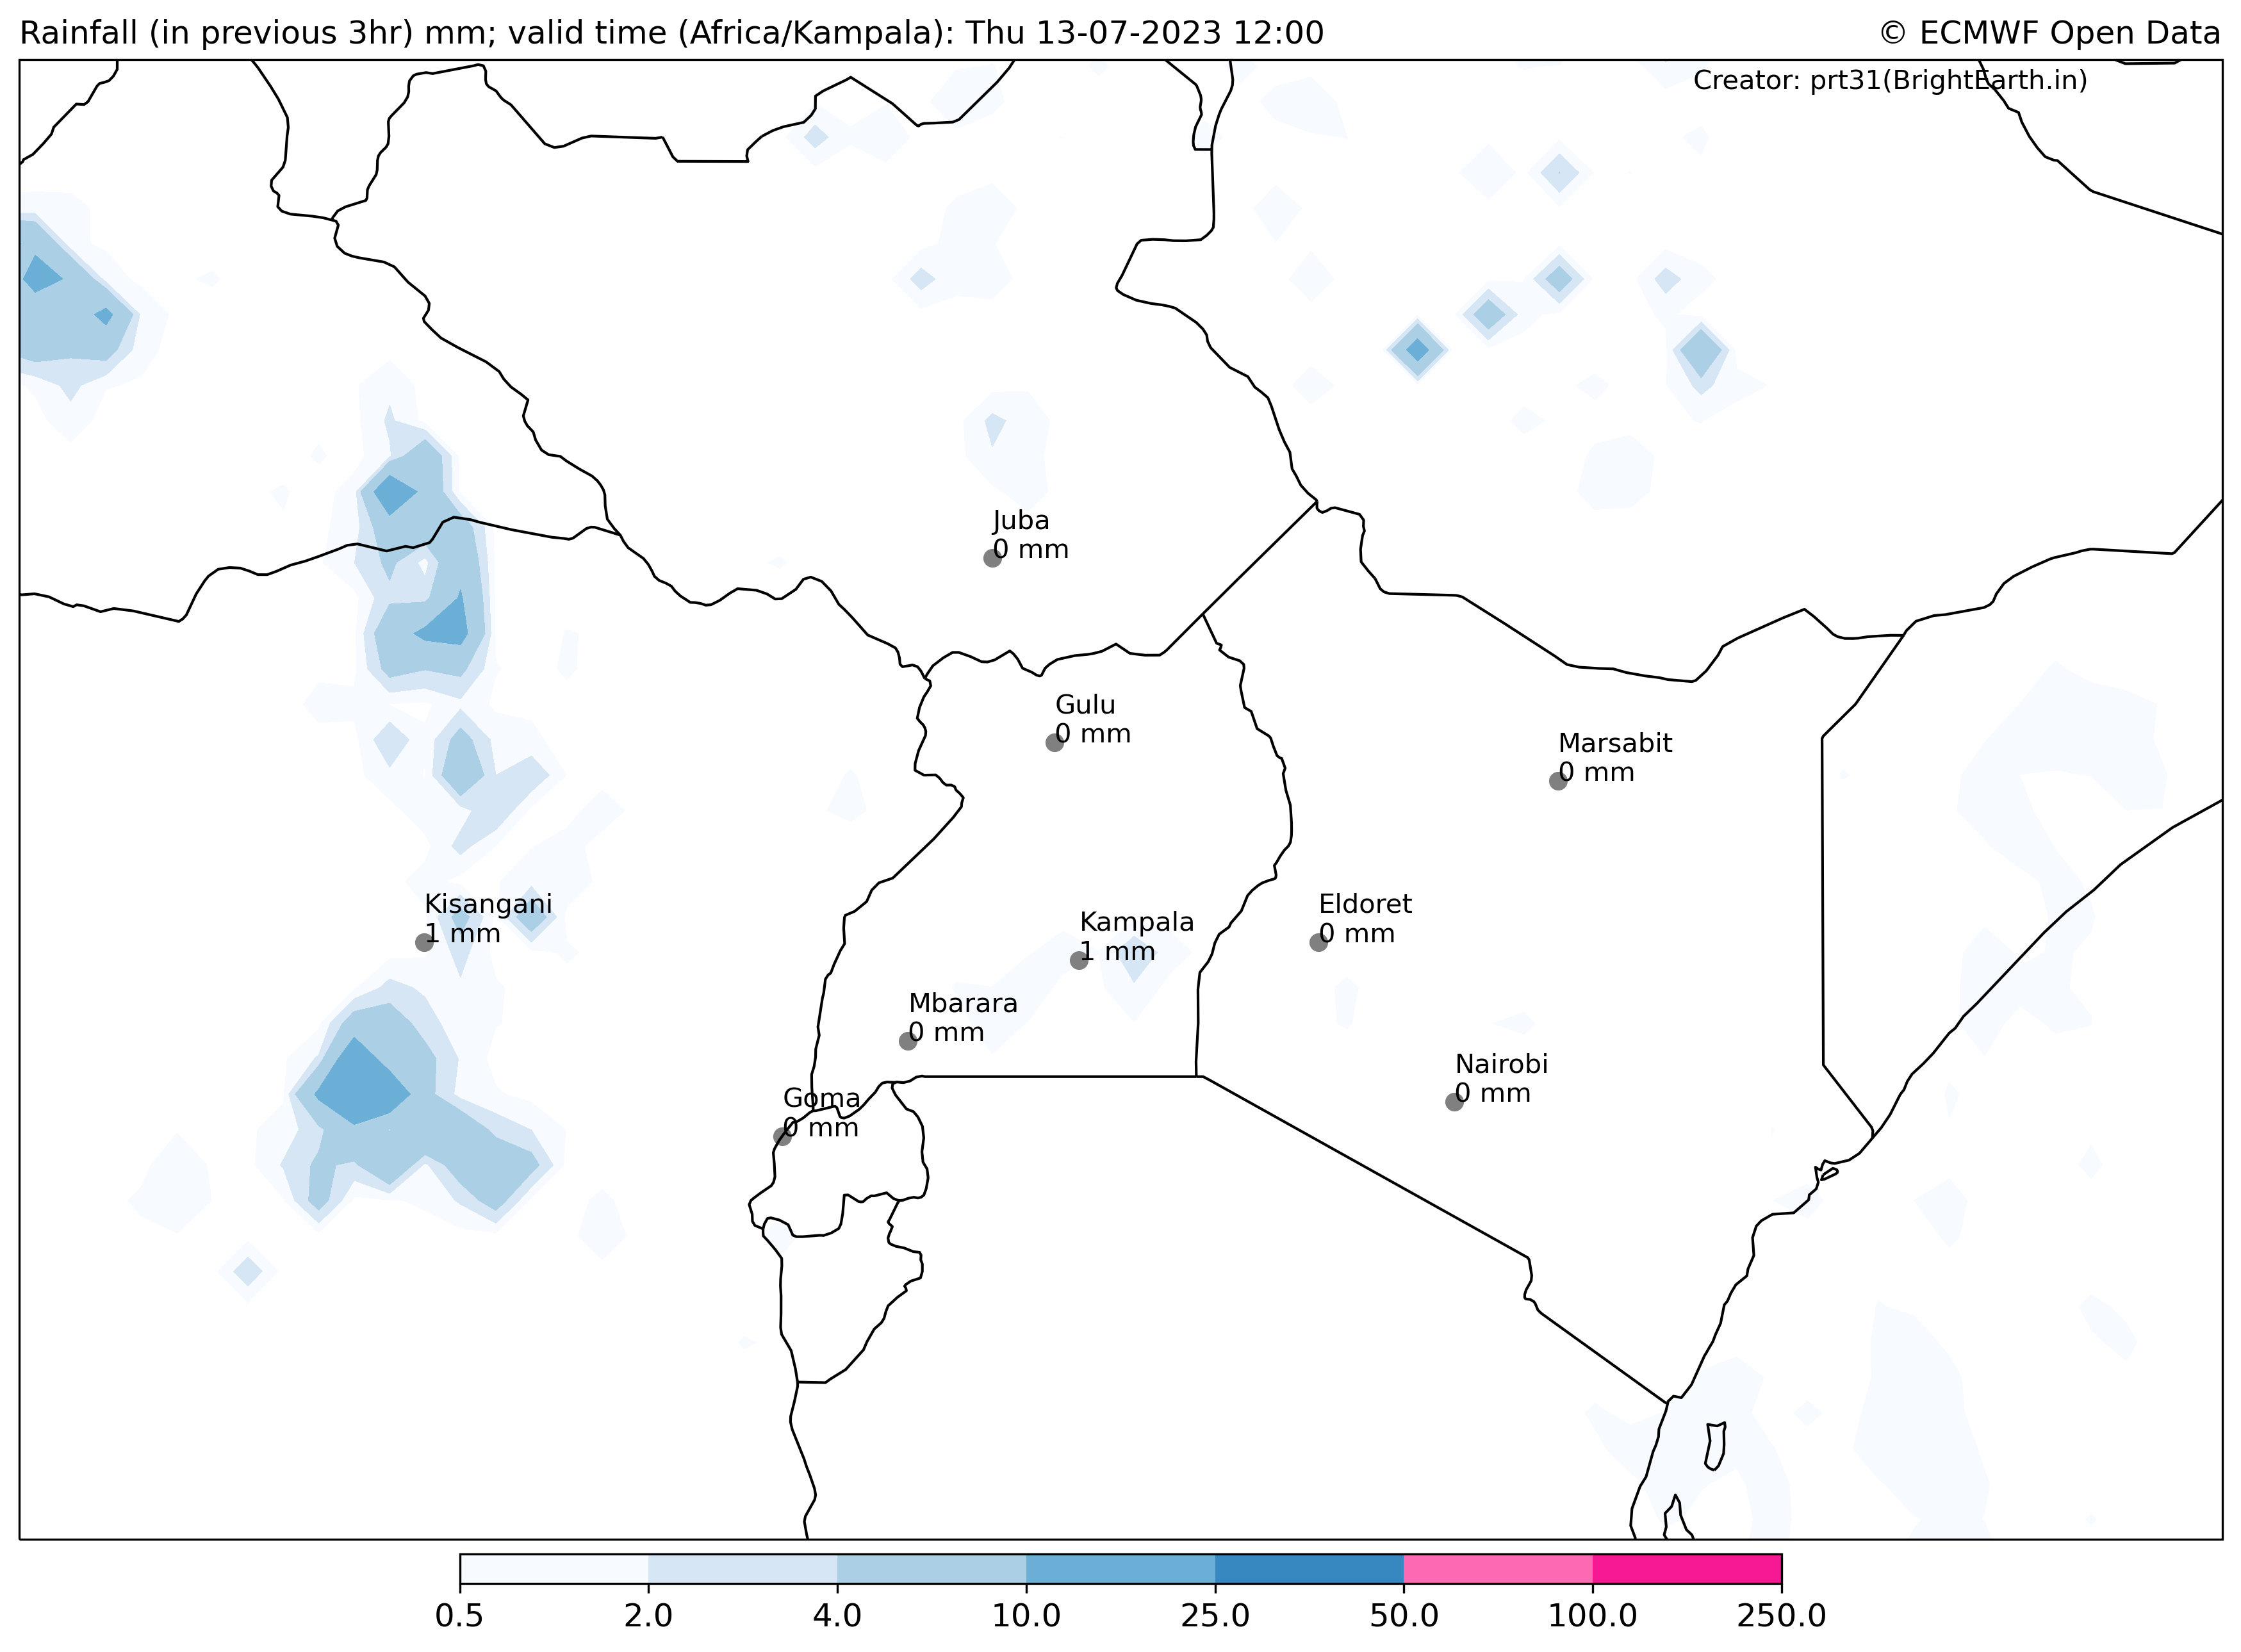 Rainfall (in previous 3hr) mm; valid time (Africa/Kampala): Thu 13-07-2023 12:00
© ECMWF Open Data
Creator: prt31(BrightEarth.in)
Juba
0 mm
Gulu
0 mm
Marsabit
0 mm
Kisangani
1 mm
Kampala
1 mm
Eldoret
0 mm
Mbarara
0 mm
Nairobi
0 mm
Goma
0 mm
0.5 2.0 4.0 10.0 25.0 50.0 100.0 250.0